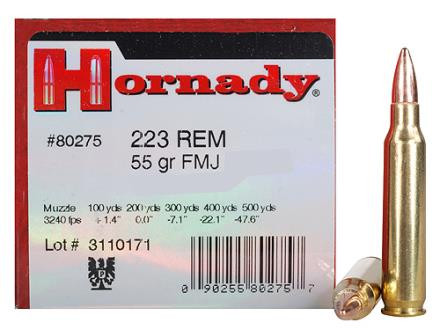 Hornady®
#80275 223 REM
55 gr FMJ
Muzzle 100 yds 200 yds 300 yds 400 yds 500 yds
3240 fps + 1.4" 0.0" -7.1" -22.1" -47.6"
Lot # 3110171
0 90255 80275 7